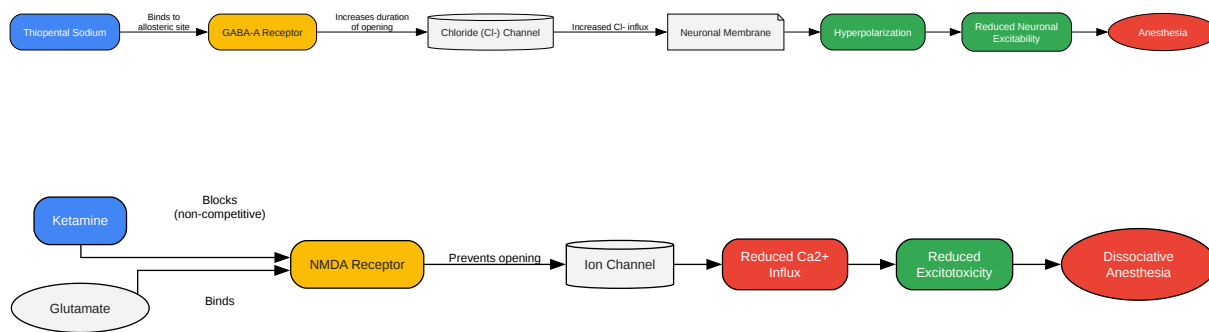 Thiopental Sodium
Binds to
allosteric site
GABA-A Receptor
Increases duration
of opening
Chloride (Cl-) Channel
Increased Cl- influx
Neuronal Membrane
Hyperpolarization
Reduced Neuronal
Excitability
Anesthesia
Ketamine
Blocks
(non-competitive)
Glutamate
Binds
NMDA Receptor
Prevents opening
Ion Channel
Reduced Ca2+
Influx
Reduced
Excitotoxicity
Dissociative
Anesthesia